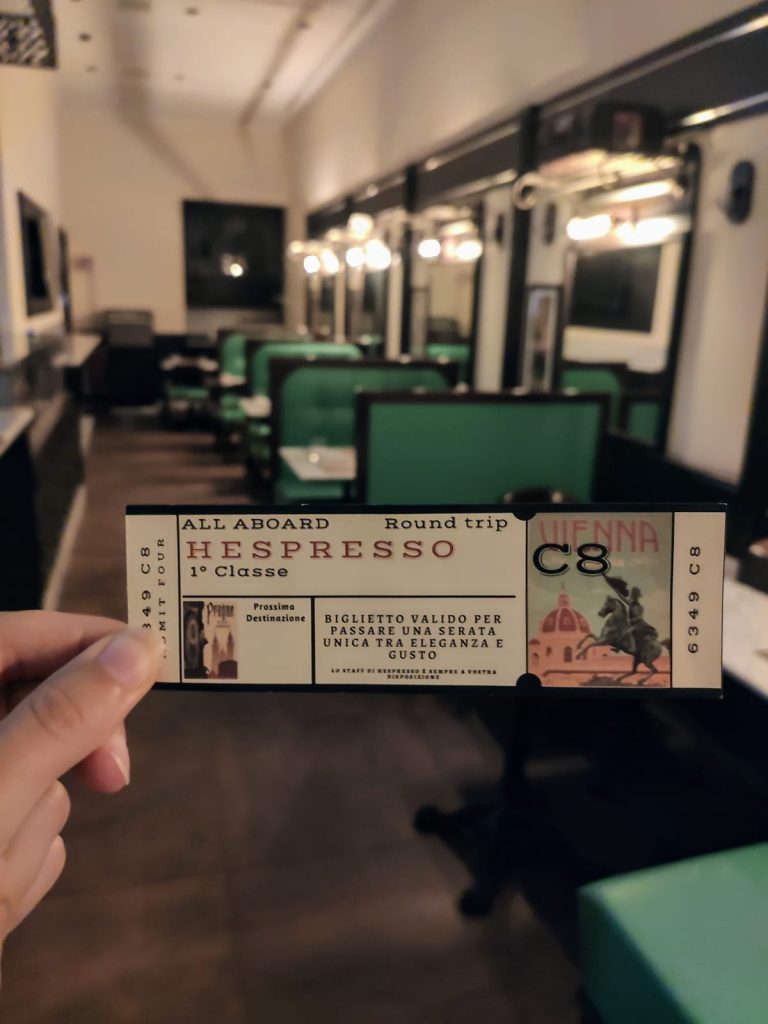 6349 C8
ADMIT FOUR
ALL ABOARD Round trip
HESPRESSO
1° Classe
Prague
Prossima
Destinazione
BIGLIETTO VALIDO PER
PASSARE UNA SERATA
UNICA TRA ELEGANZA E
GUSTO
LO STAFF DI HESPRESSO È SEMPRE A VOSTRA
DISPOSIZIONE
VIENNA
C8
6349 C8